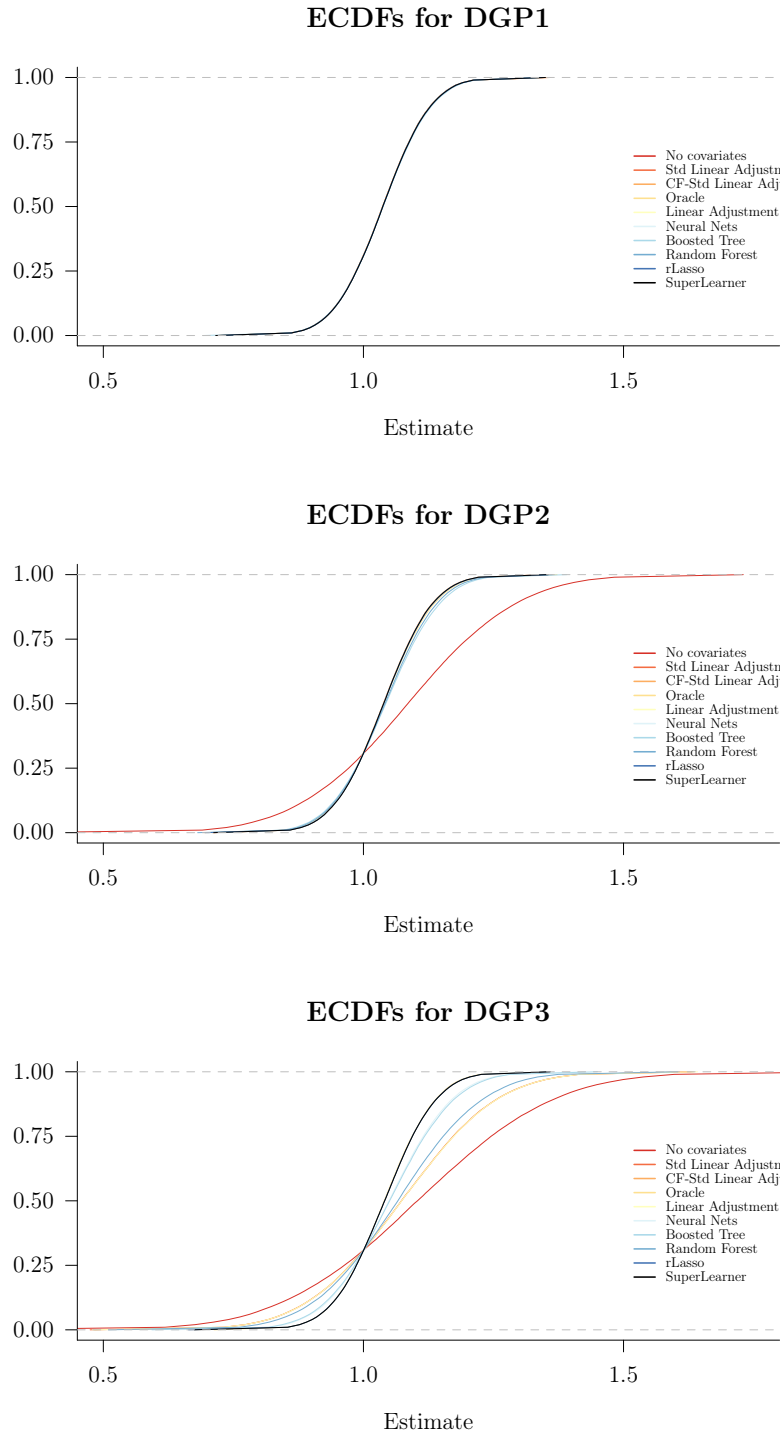 ECDFs for DGP1
1.00
0.75
0.50
0.25
0.00
No covariates
Std Linear Adjustm
CF-Std Linear Adj
Oracle
Linear Adjustment
Neural Nets
Boosted Tree
Random Forest
rLasso
SuperLearner
0.5 1.0 1.5
Estimate
ECDFs for DGP2
1.00
0.75
0.50
0.25
0.00
No covariates
Std Linear Adjustm
CF-Std Linear Adj
Oracle
Linear Adjustment
Neural Nets
Boosted Tree
Random Forest
rLasso
SuperLearner
0.5 1.0 1.5
Estimate
ECDFs for DGP3
1.00
0.75
0.50
0.25
0.00
No covariates
Std Linear Adjustm
CF-Std Linear Adj
Oracle
Linear Adjustment
Neural Nets
Boosted Tree
Random Forest
rLasso
SuperLearner
0.5 1.0 1.5
Estimate